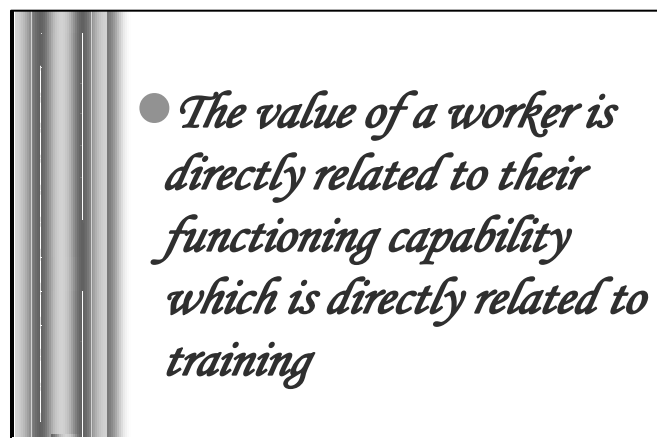 The value of a worker is
directly related to their
functioning capability
which is directly related to
training